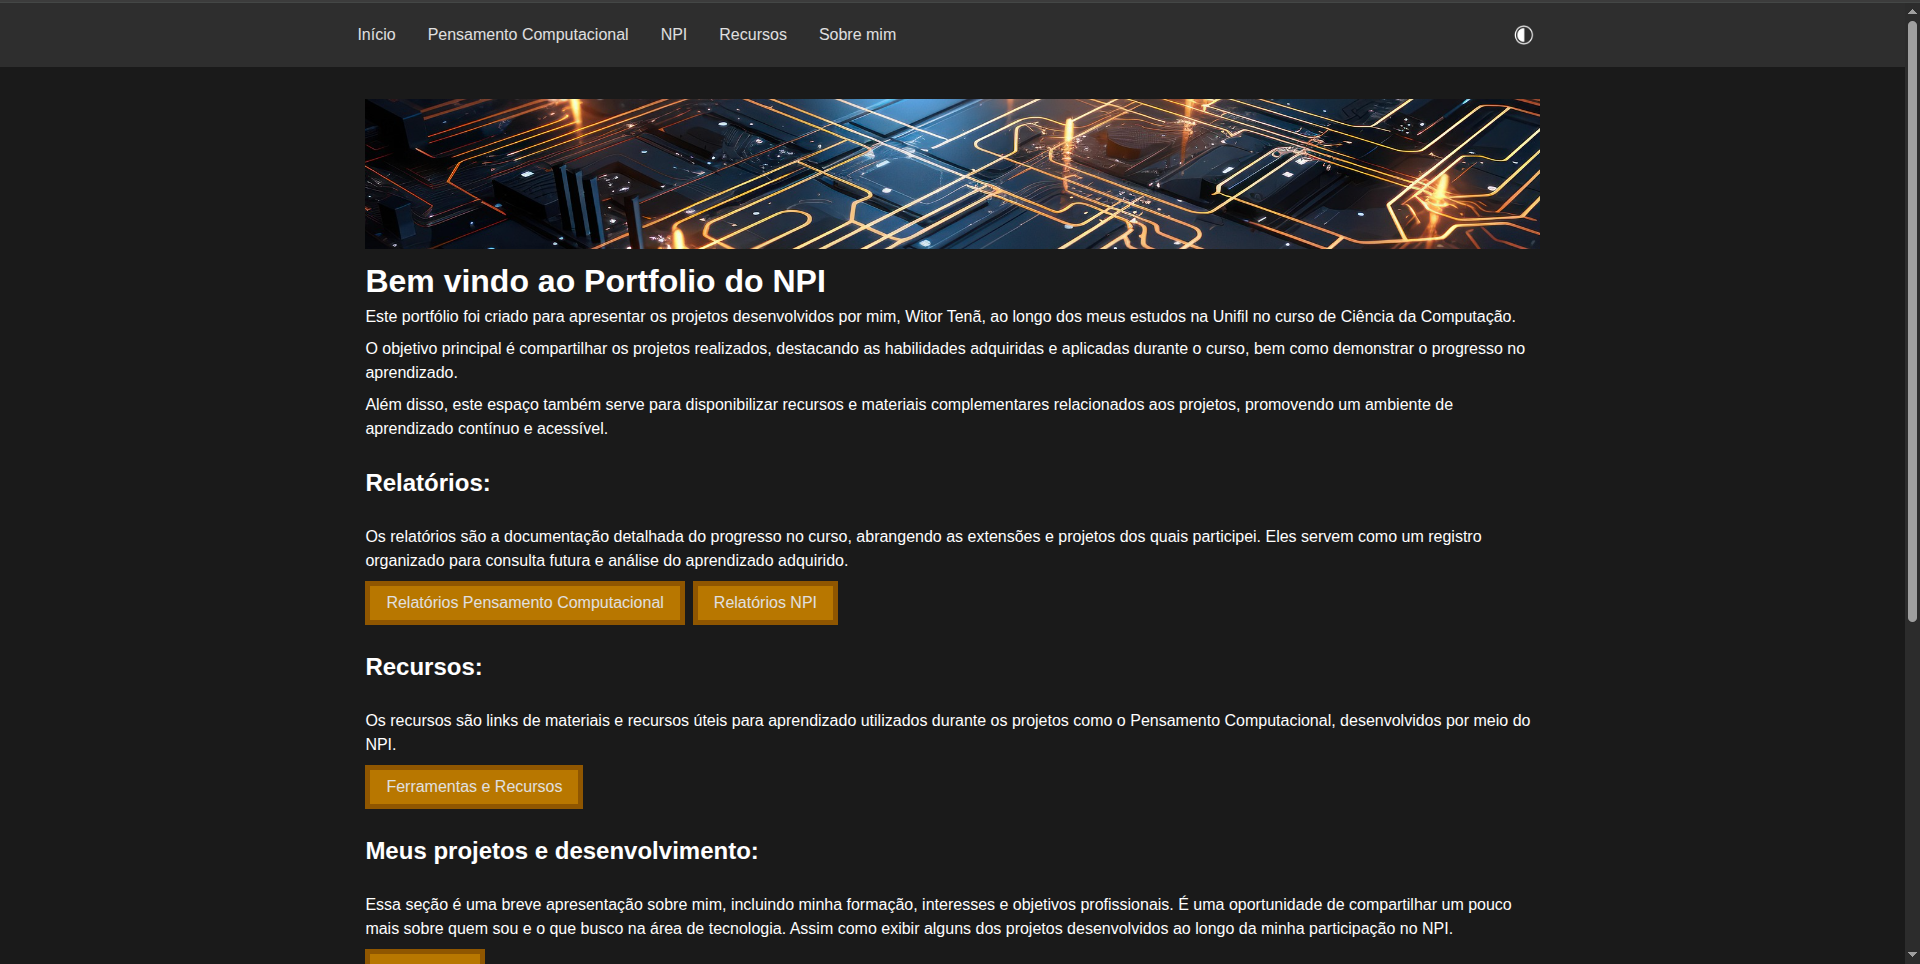 Início
Pensamento Computacional
NPI
Recursos
Sobre mim
Bem vindo ao Portfolio do NPI
Este portfólio foi criado para apresentar os projetos desenvolvidos por mim, Witor Tenã, ao longo dos meus estudos na Unifil no curso de Ciência da Computação.
O objetivo principal é compartilhar os projetos realizados, destacando as habilidades adquiridas e aplicadas durante o curso, bem como demonstrar o progresso no
aprendizado.
Além disso, este espaço também serve para disponibilizar recursos e materiais complementares relacionados aos projetos, promovendo um ambiente de
aprendizado contínuo e acessível.
Relatórios:
Os relatórios são a documentação detalhada do progresso no curso, abrangendo as extensões e projetos dos quais participei. Eles servem como um registro
organizado para consulta futura e análise do aprendizado adquirido.
Relatórios Pensamento Computacional
Relatórios NPI
Recursos:
Os recursos são links de materiais e recursos úteis para aprendizado utilizados durante os projetos como o Pensamento Computacional, desenvolvidos por meio do
NPI.
Ferramentas e Recursos
Meus projetos e desenvolvimento:
Essa seção é uma breve apresentação sobre mim, incluindo minha formação, interesses e objetivos profissionais. É uma oportunidade de compartilhar um pouco
mais sobre quem sou e o que busco na área de tecnologia. Assim como exibir alguns dos projetos desenvolvidos ao longo da minha participação no NPI.